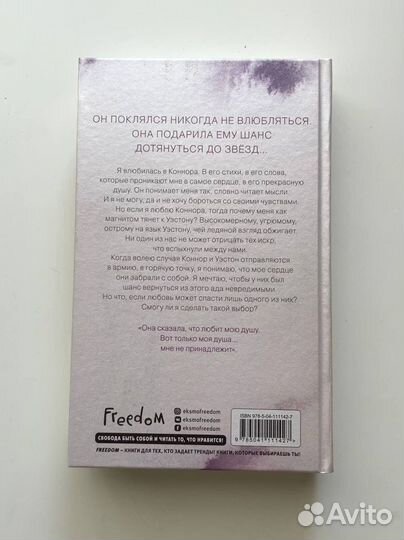 ОН ПОКЛЯЛСЯ НИКОГДА НЕ ВЛЮБЛЯТЬСЯ.
ОНА ПОДАРИЛА ЕМУ ШАНС
ДОТЯНУТЬСЯ ДО ЗВЁЗД...
Я влюбилась в Коннора. В его стихи, в его слова,
которые проникают мне в самое сердце, в его прекрасную
душу. Он понимает меня так, словно читает мысли.
И я не могу, да и не хочу бороться со своими чувствами.
Но если я люблю Коннора, тогда почему меня как
магнитом тянет к Уэстону? Высокомерному, угрюмому,
острому на язык Уэстону, чей ледяной взгляд обжигает.
Ни один из нас не может отрицать тех искр,
что вспыхнули между нами.
Когда волею случая Коннор и Уэстон отправляются
в армию, в горячую точку, я понимаю, что мое сердце
они забрали с собой. Я мечтаю, чтобы у них был
шанс вернуться из этого ада невредимыми.
Но что, если любовь может спасти лишь одного из них?
Смогу ли я сделать такой выбор?
«Она сказала, что любит мою душу.
Вот только моя душа...
мне не принадлежит».
FreedoM
eksmofreedom
eksmofreedom
eksmofreedom
ISBN 978-5-04-111142-7
9 785041 111427 >
СВОБОДА БЫТЬ СОБОЙ И ЧИТАТЬ ТО, ЧТО НРАВИТСЯ!
FREEDOM – КНИГИ ДЛЯ ТЕХ, КТО ЗАДАЕТ ТРЕНДЫ! КНИГИ, КОТОРЫЕ ВЫБИРАЕШЬ ТЫ!
Avito